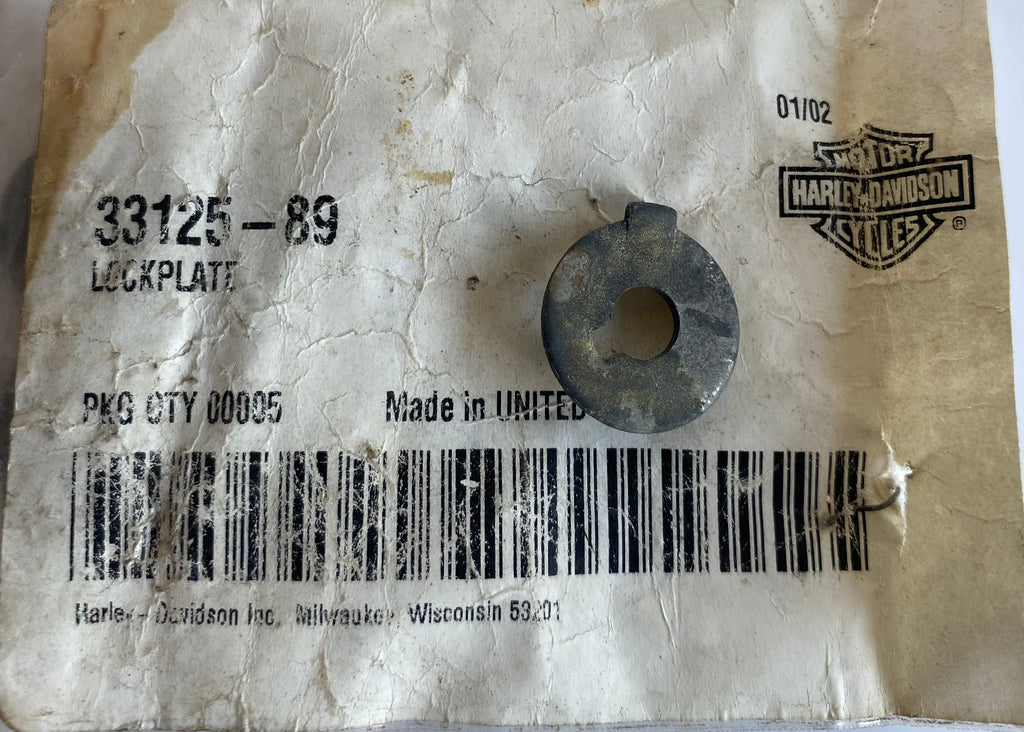 01/02
MOTOR
HARLEY-DAVIDSON
CYCLES
®
33125-89
LOCKPLATE
PKG QTY 00005 Made in UNITED
Harley-Davidson Inc. Milwaukee, Wisconsin 53201